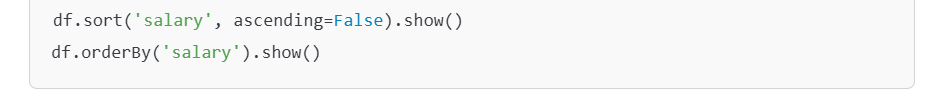 df.sort('salary', ascending=False).show()
df.orderBy('salary').show()